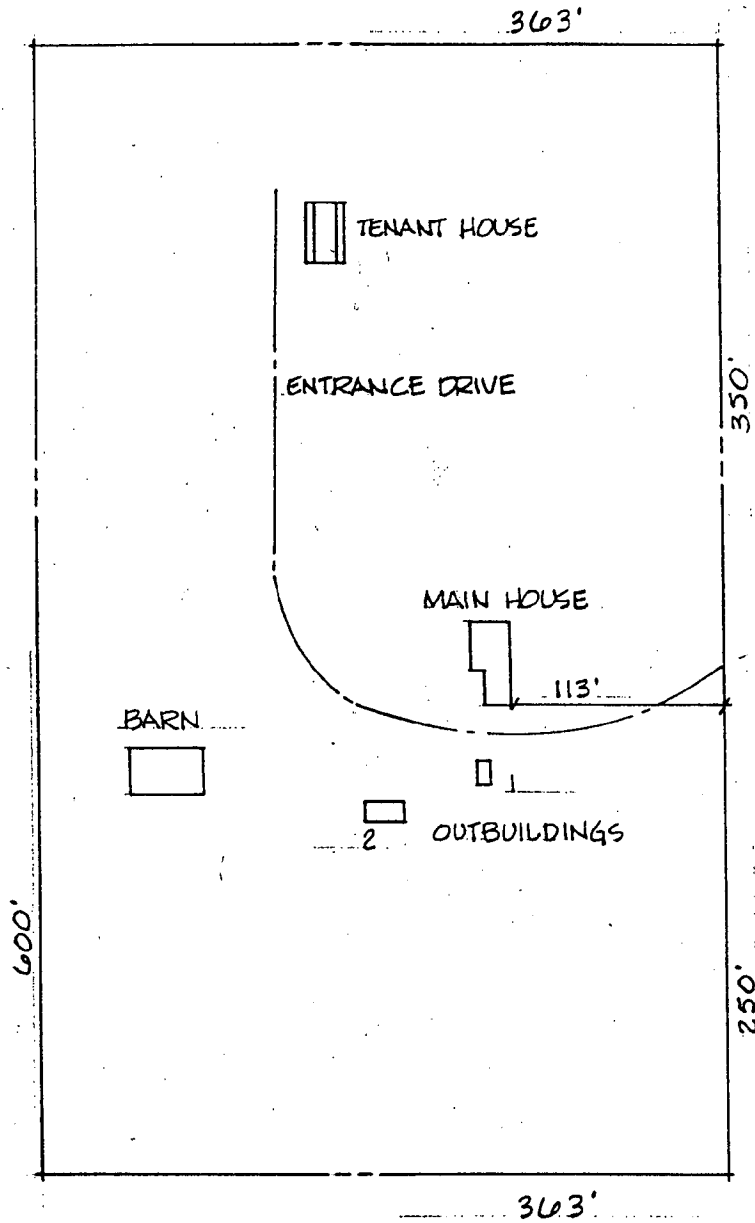 363'
TENANT HOUSE
ENTRANCE DRIVE
350'
MAIN HOUSE
113'
BARN
1
2
OUTBUILDINGS
600'
250'
363'